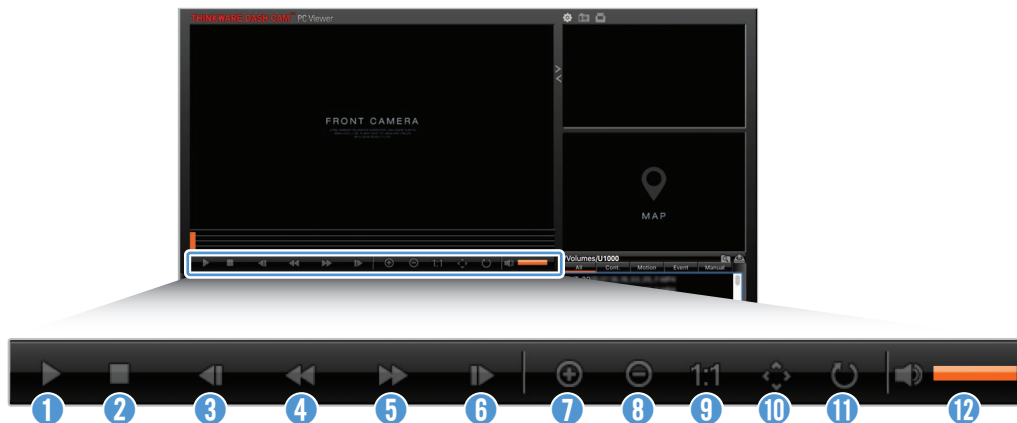 THINKWARE DASH CAM™ PC Viewer
FRONT CAMERA
MAP
1:1
Volumes/U1000
All Cont. Motion Event Manual
1:1
1 2 3 4 5 6 7 8 9 10 11 12